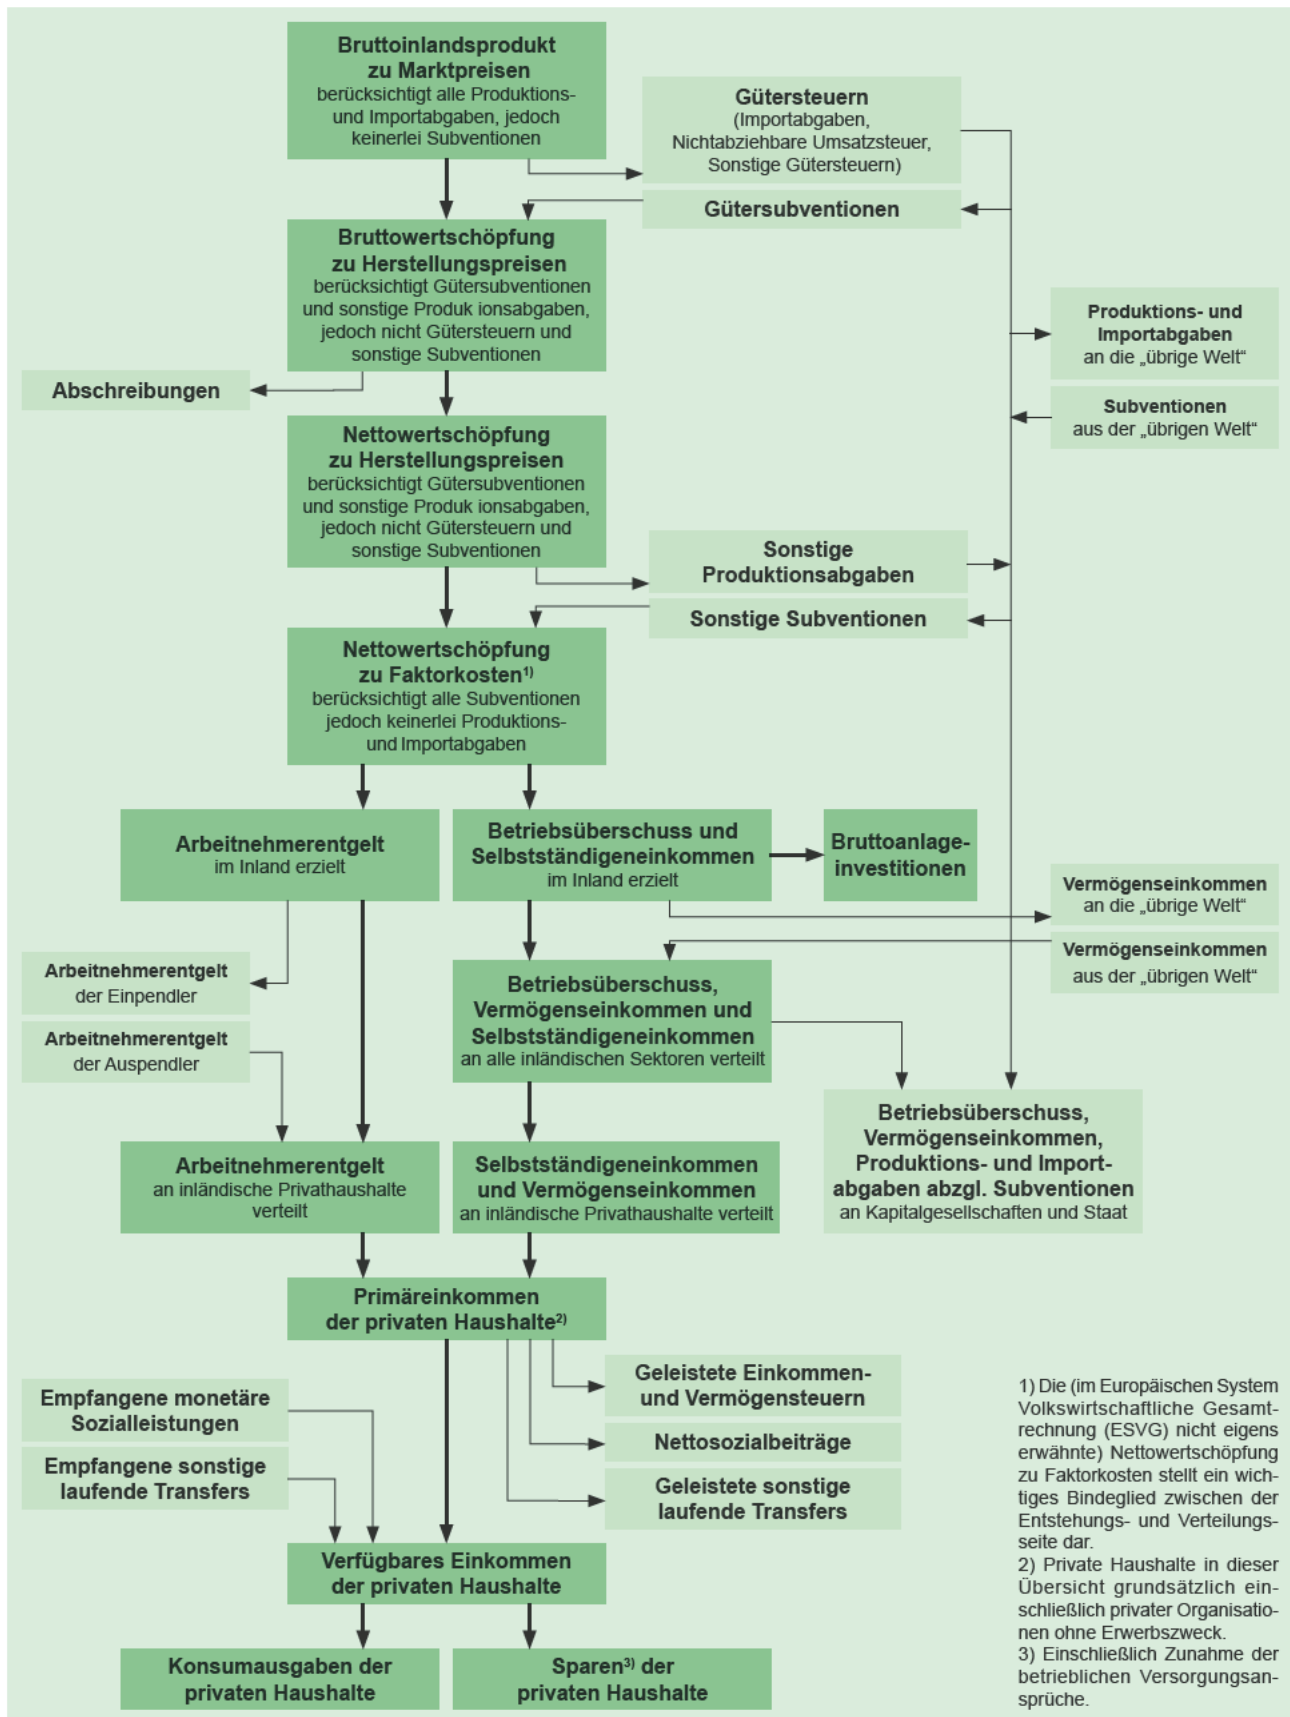 Bruttoinlandsprodukt
zu Marktpreisen
berücksichtigt alle Produktions-
und Importabgaben, jedoch
keinerlei Subventionen
Gütersteuern
(Importabgaben,
Nichtabziehbare Umsatzsteuer,
Sonstige Gütersteuern)
Gütersubventionen
Bruttowertschöpfung
zu Herstellungspreisen
berücksichtigt Gütersubventionen
und sonstige Produk ionsabgaben,
jedoch nicht Gütersteuern und
sonstige Subventionen
Produktions- und
Importabgaben
an die „übrige Welt“
Abschreibungen
Subventionen
aus der „übrigen Welt“
Nettowertschöpfung
zu Herstellungspreisen
berücksichtigt Gütersubventionen
und sonstige Produk ionsabgaben,
jedoch nicht Gütersteuern und
sonstige Subventionen
Sonstige
Produktionsabgaben
Sonstige Subventionen
Nettowertschöpfung
zu Faktorkosten1)
berücksichtigt alle Subventionen
jedoch keinerlei Produktions-
und Importabgaben
Arbeitnehmerentgelt
im Inland erzielt
Betriebsüberschuss und
Selbstständigeneinkommen
im Inland erzielt
Bruttoanlage-
investitionen
Vermögenseinkommen
an die „übrige Welt“
Vermögenseinkommen
aus der „übrigen Welt“
Arbeitnehmerentgelt
der Einpendler
Arbeitnehmerentgelt
der Auspendler
Betriebsüberschuss,
Vermögenseinkommen und
Selbstständigeneinkommen
an alle inländischen Sektoren verteilt
Betriebsüberschuss,
Vermögenseinkommen,
Produktions- und Import-
abgaben abzgl. Subventionen
an Kapitalgesellschaften und Staat
Arbeitnehmerentgelt
an inländische Privathaushalte
verteilt
Selbstständigeneinkommen
und Vermögenseinkommen
an inländische Privathaushalte verteilt
Primäreinkommen
der privaten Haushalte2)
Geleistete Einkommen-
und Vermögensteuern
Nettosozialbeiträge
Geleistete sonstige
laufende Transfers
Empfangene monetäre
Sozialleistungen
Empfangene sonstige
laufende Transfers
Verfügbares Einkommen
der privaten Haushalte
Konsumausgaben der
privaten Haushalte
Sparen3) der
privaten Haushalte
1) Die (im Europäischen System
Volkswirtschaftliche Gesamt-
rechnung (ESVG) nicht eigens
erwähnte) Nettowertschöpfung
zu Faktorkosten stellt ein wich-
tiges Bindeglied zwischen der
Entstehungs- und Verteilungs-
seite dar.
2) Private Haushalte in dieser
Übersicht grundsätzlich ein-
schließlich privater Organisatio-
nen ohne Erwerbszweck.
3) Einschließlich Zunahme der
betrieblichen Versorgungsan-
sprüche.